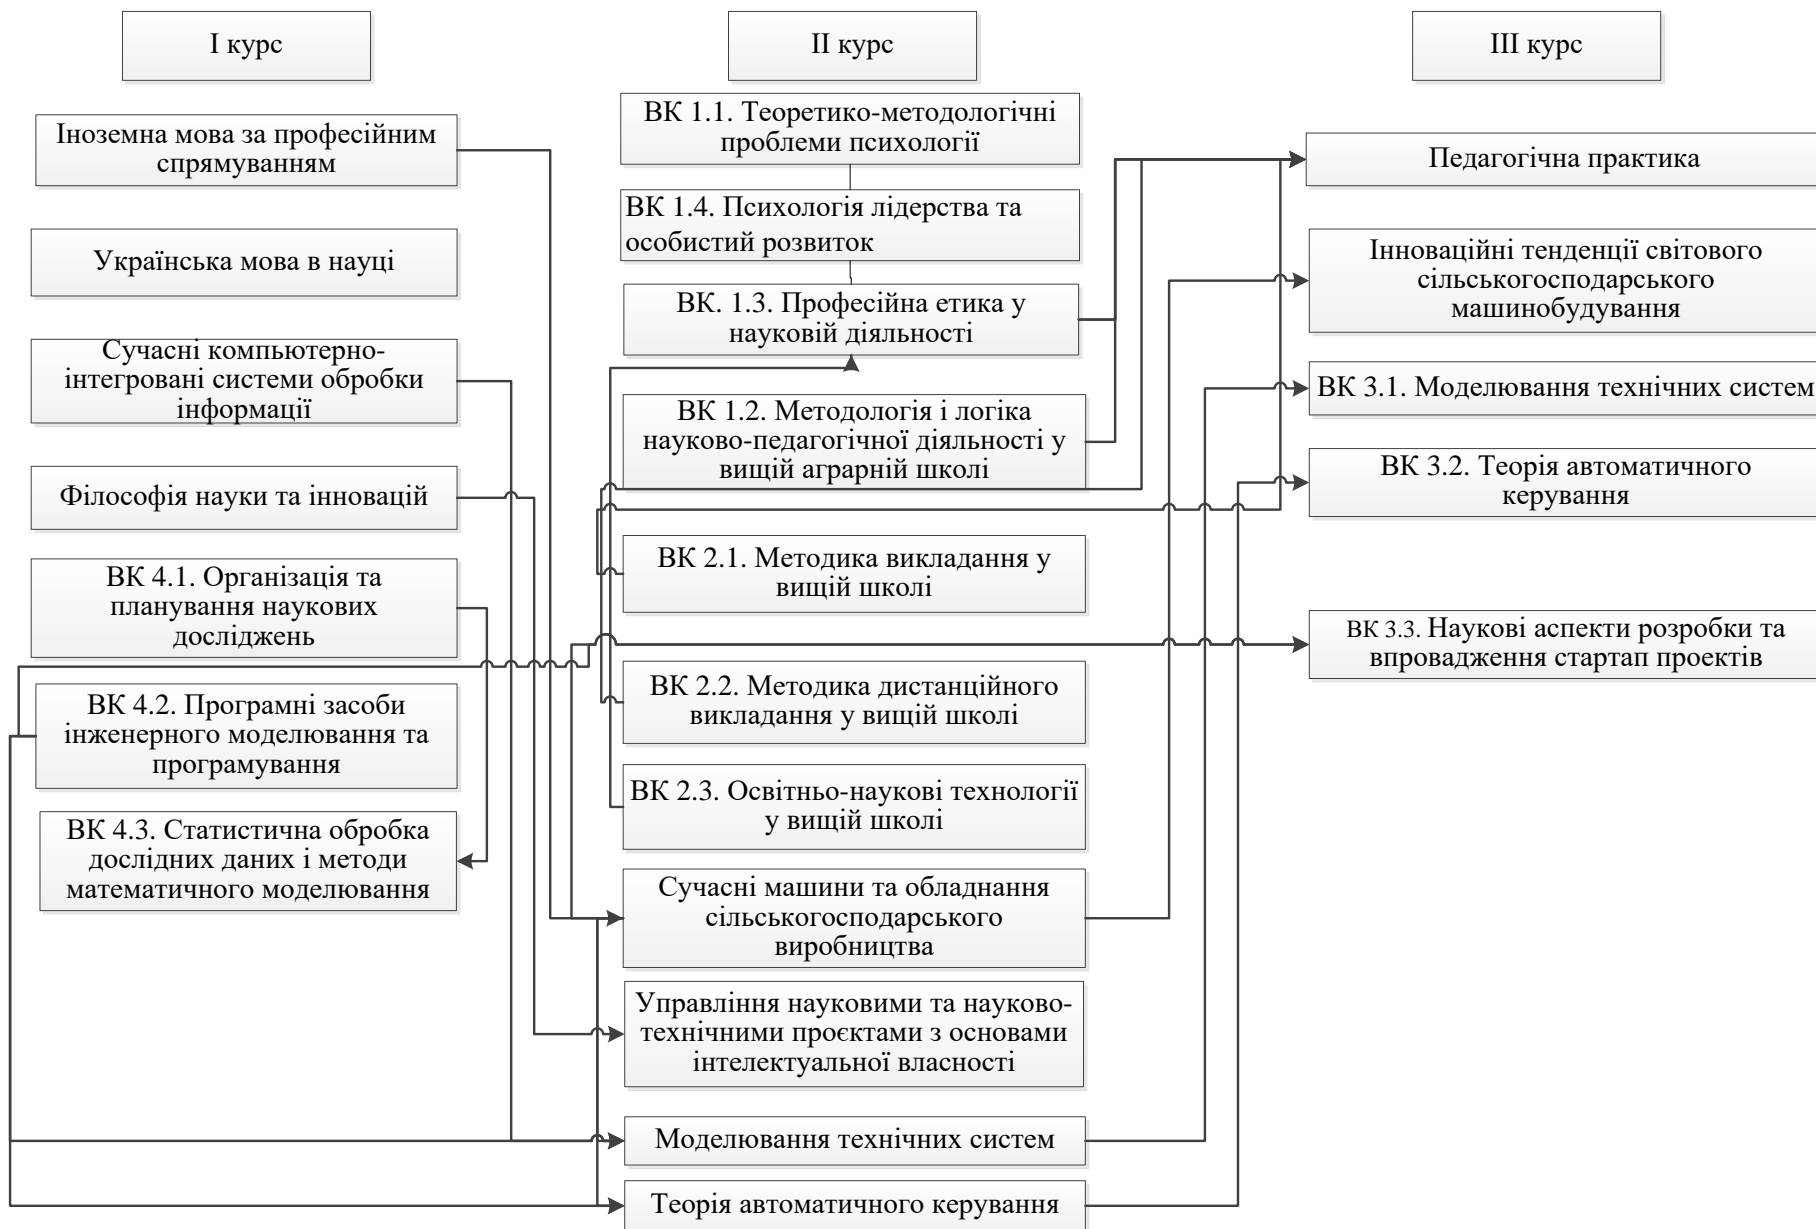 І курс
ІІ курс
ІІІ курс
Іноземна мова за професійним
спрямуванням
Українська мова в науці
Сучасні компьютерно-
інтегровані системи обробки
інформації
Філософія науки та інновацій
ВК 4.1. Організація та
планування наукових
досліджень
ВК 4.2. Програмні засоби
інженерного моделювання та
програмування
ВК 4.3. Статистична обробка
дослідних даних і методи
математичного моделювання
ВК 1.1. Теоретико-методологічні
проблеми психології
ВК 1.4. Психологія лідерства та
особистий розвиток
ВК. 1.3. Професійна етика у
науковій діяльності
ВК 1.2. Методологія і логіка
науково-педагогічної діяльності у
вищій аграрній школі
ВК 2.1. Методика викладання у
вищій школі
ВК 2.2. Методика дистанційного
викладання у вищій школі
ВК 2.3. Освітньо-наукові технології
у вищій школі
Сучасні машини та обладнання
сільськогосподарського
виробництва
Управління науковими та науково-
технічними проєктами з основами
інтелектуальної власності
Моделювання технічних систем
Теорія автоматичного керування
Педагогічна практика
Інноваційні тенденції світового
сільськогосподарського
машинобудування
ВК 3.1. Моделювання технічних систем
ВК 3.2. Теорія автоматичного
керування
ВК 3.3. Наукові аспекти розробки та
впровадження стартап проектів